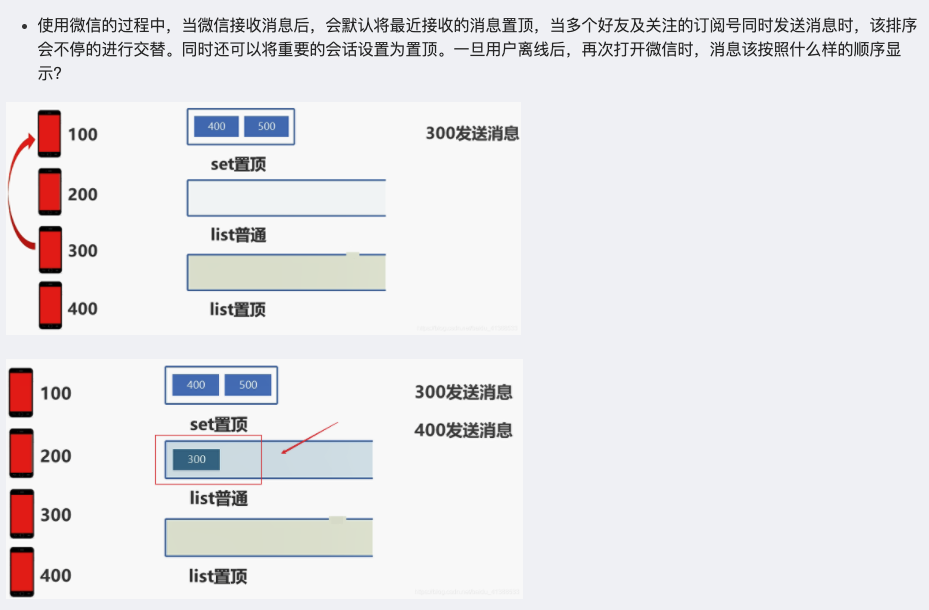 使用微信的过程中，当微信接收消息后，会默认将最近接收的消息置顶，当多个好友及关注的订阅号同时发送消息时，该排序
会不停的进行交替。同时还可以将重要的会话设置为置顶。一旦用户离线后，再次打开微信时，消息该按照什么样的顺序显
示?
100
400 500
300发送消息
set置顶
200
list普通
300
list置顶
400
100
400 500
300发送消息
set置顶
400发送消息
200
300
list普通
300
list置顶
400